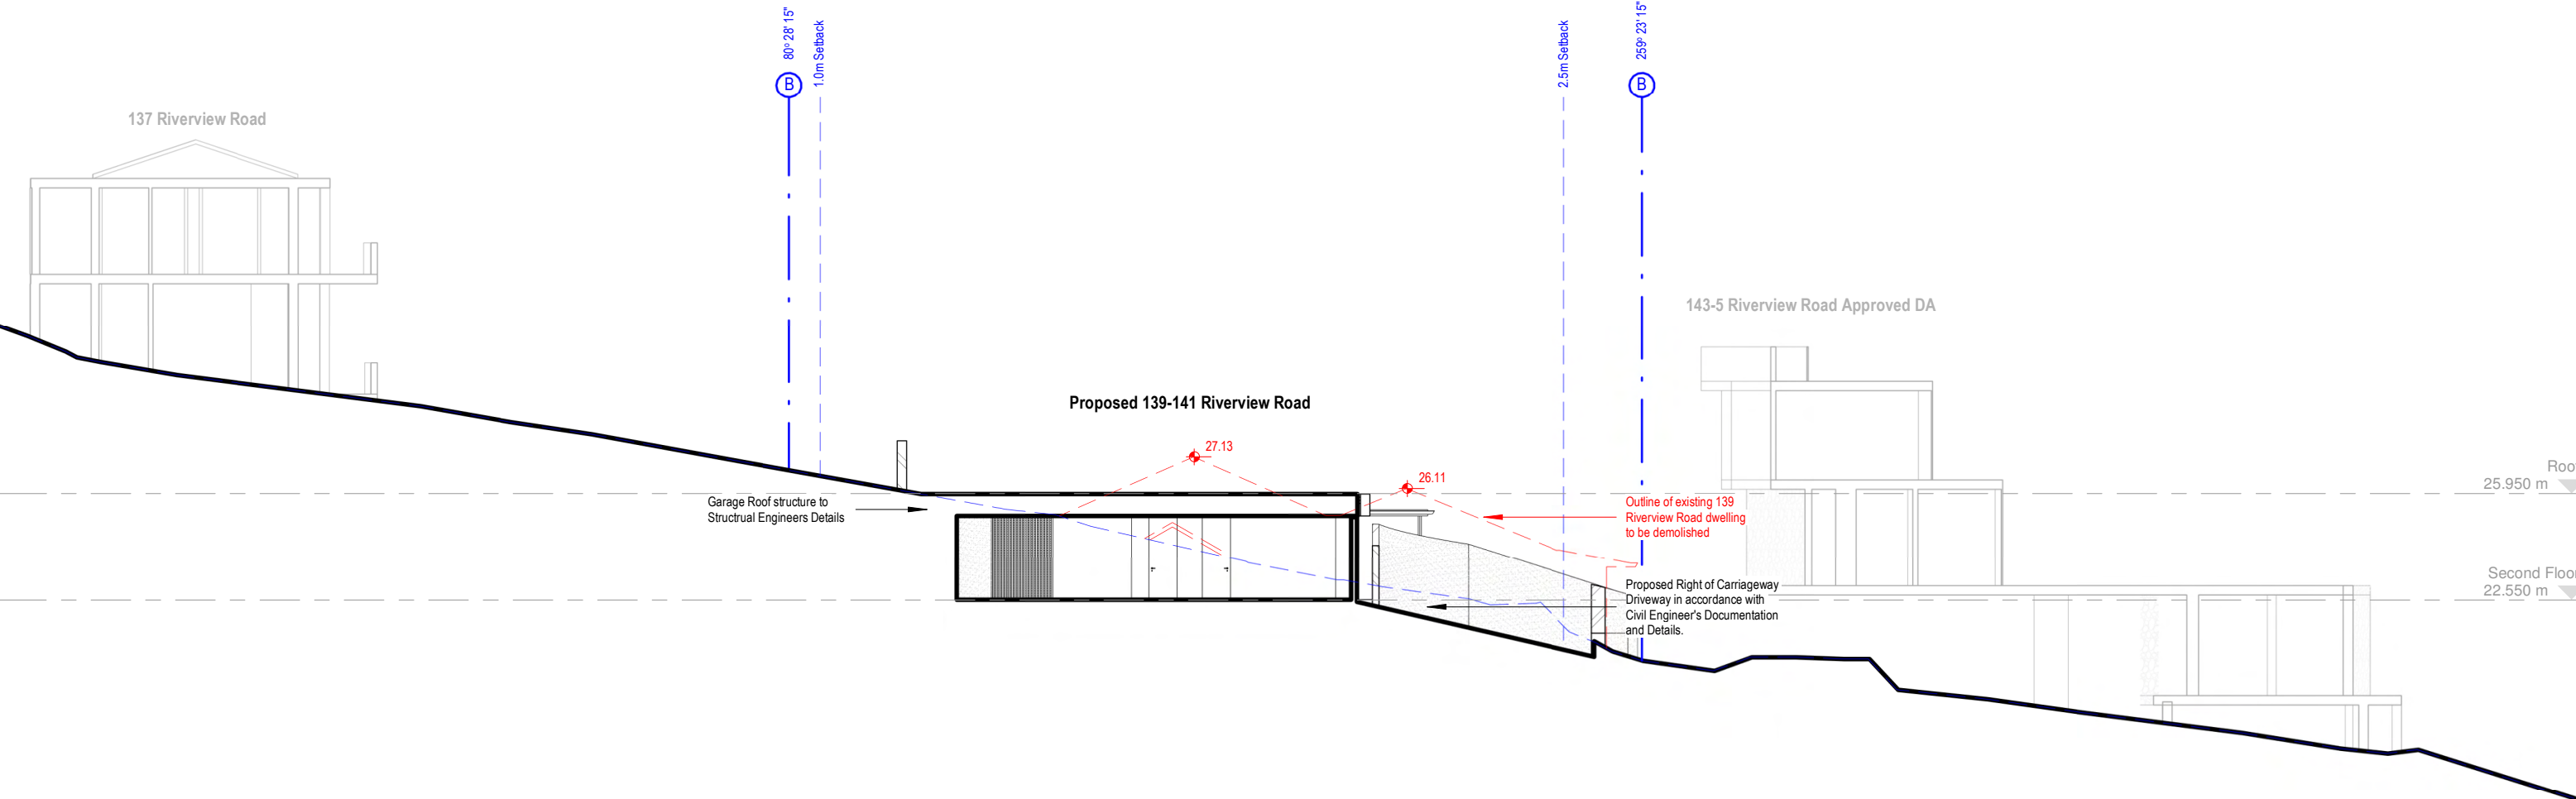 80° 28' 15"
1.0m Setback
2.5m Setback
259° 23' 15"
B
B
137 Riverview Road
143-5 Riverview Road Approved DA
Proposed 139-141 Riverview Road
27.13
26.11
Roof
25.950 m
Garage Roof structure to
Structrual Engineers Details
Outline of existing 139
Riverview Road dwelling
to be demolished
Second Floor
22.550 m
Proposed Right of Carriageway
Driveway in accordance with
Civil Engineer's Documentation
and Details.